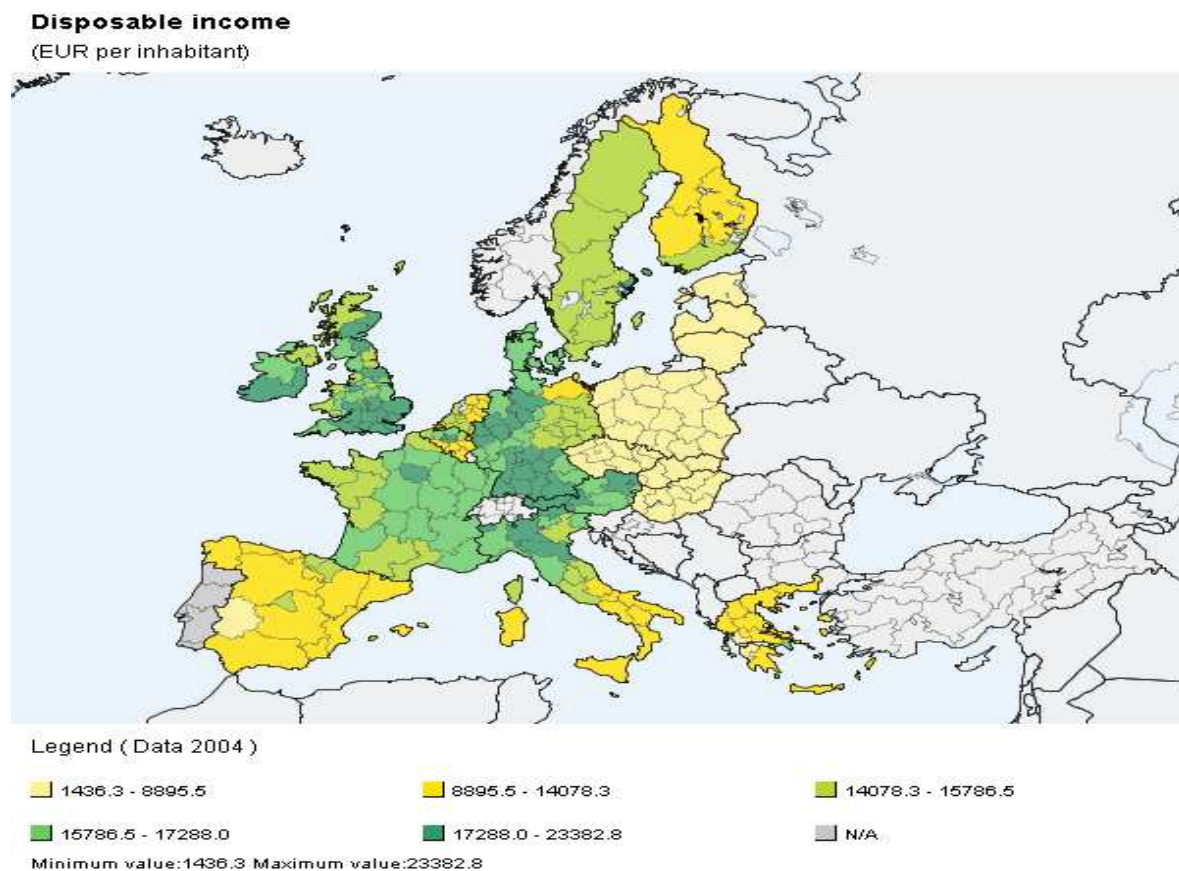 Disposable income
(EUR per inhabitant)
Legend ( Data 2004 )
1436.3 - 8895.5
8895.5 - 14078.3
14078.3 - 15786.5
15786.5 - 17288.0
17288.0 - 23382.8
N/A
Minimum value:1436.3 Maximum value:23382.8